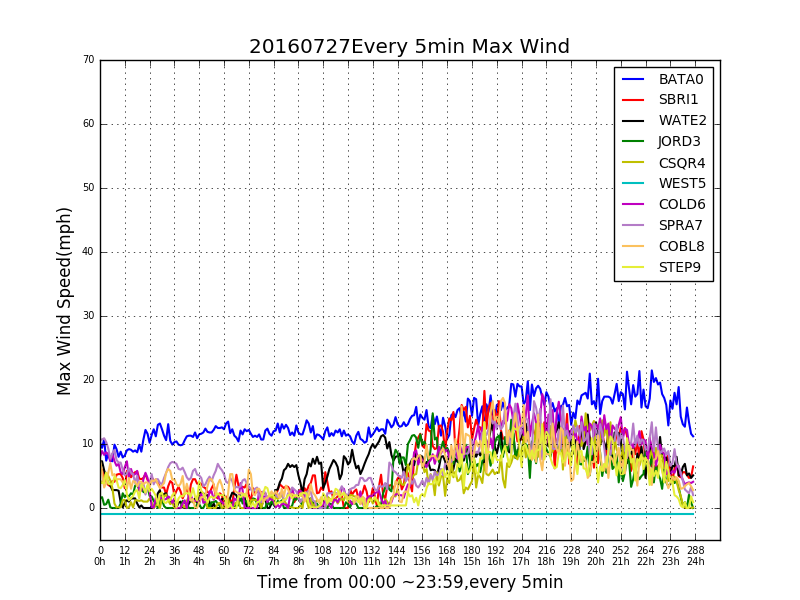 20160727Every 5min Max Wind
70
60
50
40
30
20
10
0
Max Wind Speed(mph)
BATA0
SBRI1
WATE2
JORD3
CSQR4
WEST5
COLD6
SPRA7
COBL8
STEP9
0 12 24 36 48 60 72 84 96 108 120 132 144 156 168 180 192 204 216 228 240 252 264 276 288
0h 1h 2h 3h 4h 5h 6h 7h 8h 9h 10h 11h 12h 13h 14h 15h 16h 17h 18h 19h 20h 21h 22h 23h 24h
Time from 00:00 ~23:59,every 5min